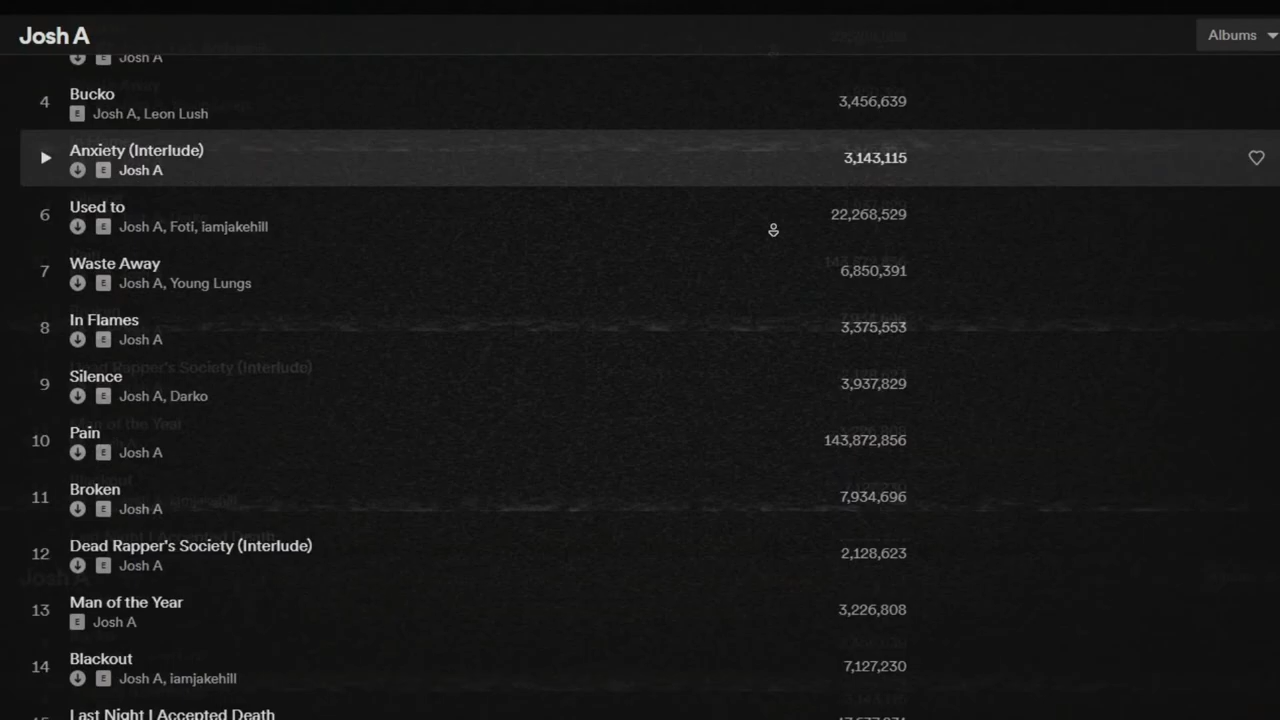 Josh A
Albums
Josh A
4
Bucko
3,456,639
E Josh A, Leon Lush
Anxiety (Interlude)
3,143,115
E Josh A
6
Used to
22,268,529
E Josh A, Foti, iamjakehill
7
Waste Away
6,850,391
E Josh A, Young Lungs
8
In Flames
3,375,553
E Josh A
9
Silence
3,937,829
E Josh A, Darko
10
Pain
143,872,856
E Josh A
11
Broken
7,934,696
E Josh A
12
Dead Rapper's Society (Interlude)
2,128,623
E Josh A
13
Man of the Year
3,226,808
E Josh A
14
Blackout
7,127,230
E Josh A, iamjakehill
Last Night I Accepted Death